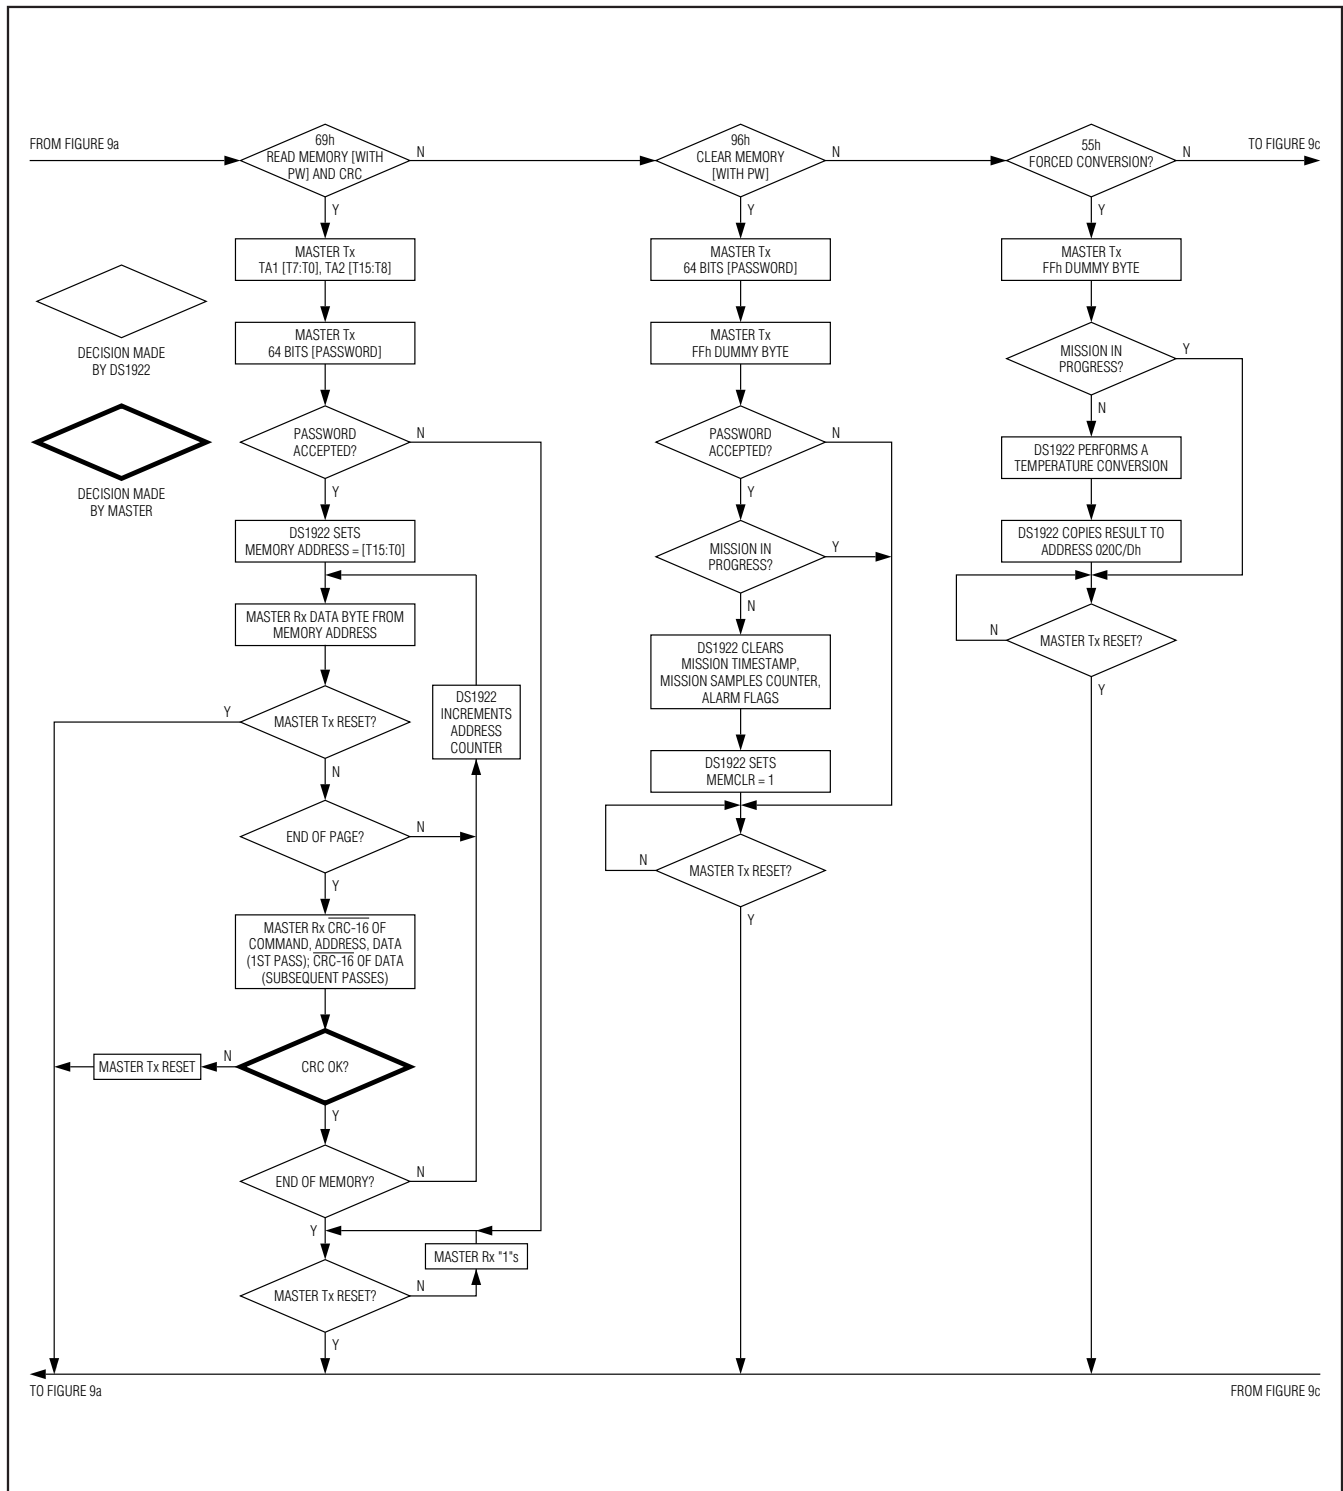 FROM FIGURE 9a
69h
READ MEMORY [WITH
PW] AND CRC
N
Y
MASTER Tx
TA1 [T7:T0], TA2 [T15:T8]
MASTER Tx
64 BITS [PASSWORD]
PASSWORD
ACCEPTED?
N
Y
DS1922 SETS
MEMORY ADDRESS = [T15:T0]
MASTER Rx DATA BYTE FROM
MEMORY ADDRESS
DS1922
INCREMENTS
ADDRESS
COUNTER
Y
MASTER Tx RESET?
N
END OF PAGE?
N
Y
MASTER Rx CRC-16 OF
COMMAND, ADDRESS, DATA
(1ST PASS); CRC-16 OF DATA
(SUBSEQUENT PASSES)
MASTER Tx RESET
N
CRC OK?
Y
END OF MEMORY?
N
Y
MASTER Rx "1"s
MASTER Tx RESET?
N
Y
DECISION MADE
BY DS1922
DECISION MADE
BY MASTER
96h
CLEAR MEMORY
[WITH PW]
N
Y
MASTER Tx
64 BITS [PASSWORD]
MASTER Tx
FFh DUMMY BYTE
PASSWORD
ACCEPTED?
N
Y
MISSION IN
PROGRESS?
Y
N
DS1922 CLEARS
MISSION TIMESTAMP,
MISSION SAMPLES COUNTER,
ALARM FLAGS
DS1922 SETS
MEMCLR = 1
N
MASTER Tx RESET?
Y
55h
FORCED CONVERSION?
N
TO FIGURE 9c
Y
MASTER Tx
FFh DUMMY BYTE
MISSION IN
PROGRESS?
Y
N
DS1922 PERFORMS A
TEMPERATURE CONVERSION
DS1922 COPIES RESULT TO
ADDRESS 020C/Dh
N
MASTER Tx RESET?
Y
TO FIGURE 9a
FROM FIGURE 9c